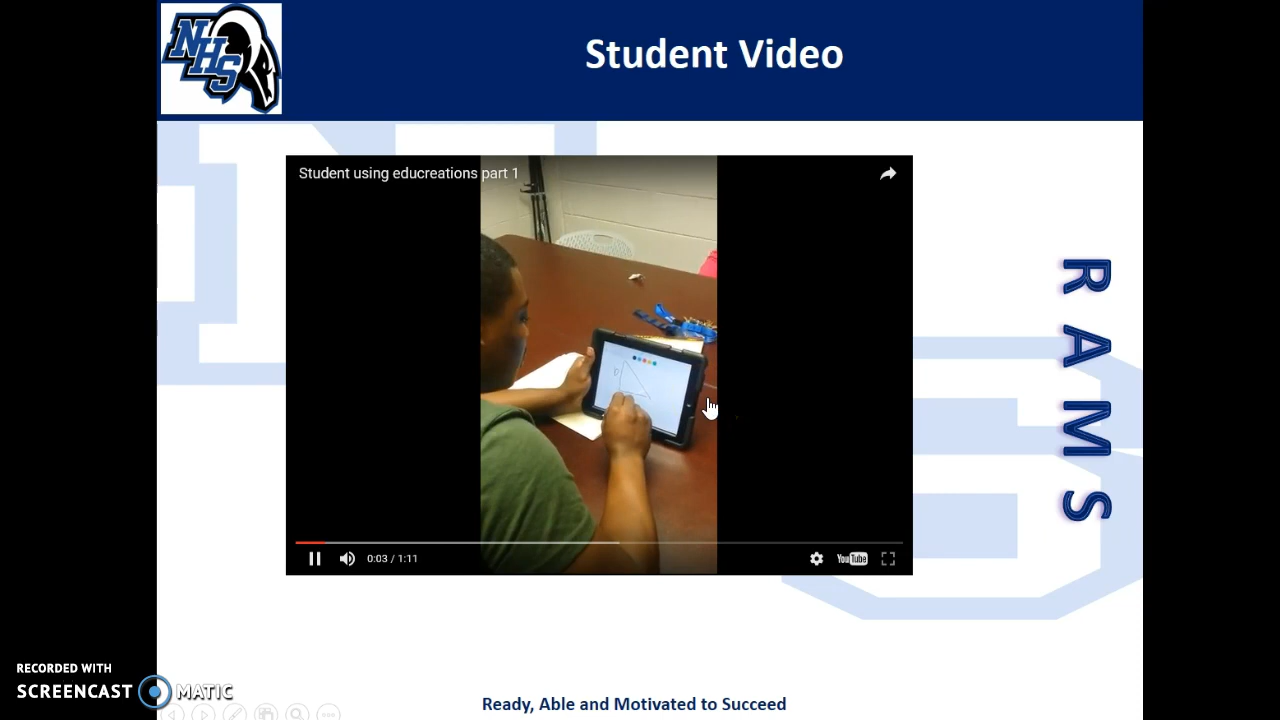 NHS
Student Video
Student using educreations part 1
R
A
M
S
0:03 / 1:11
YouTube
RECORDED WITH
SCREENCAST MATIC
Ready, Able and Motivated to Succeed